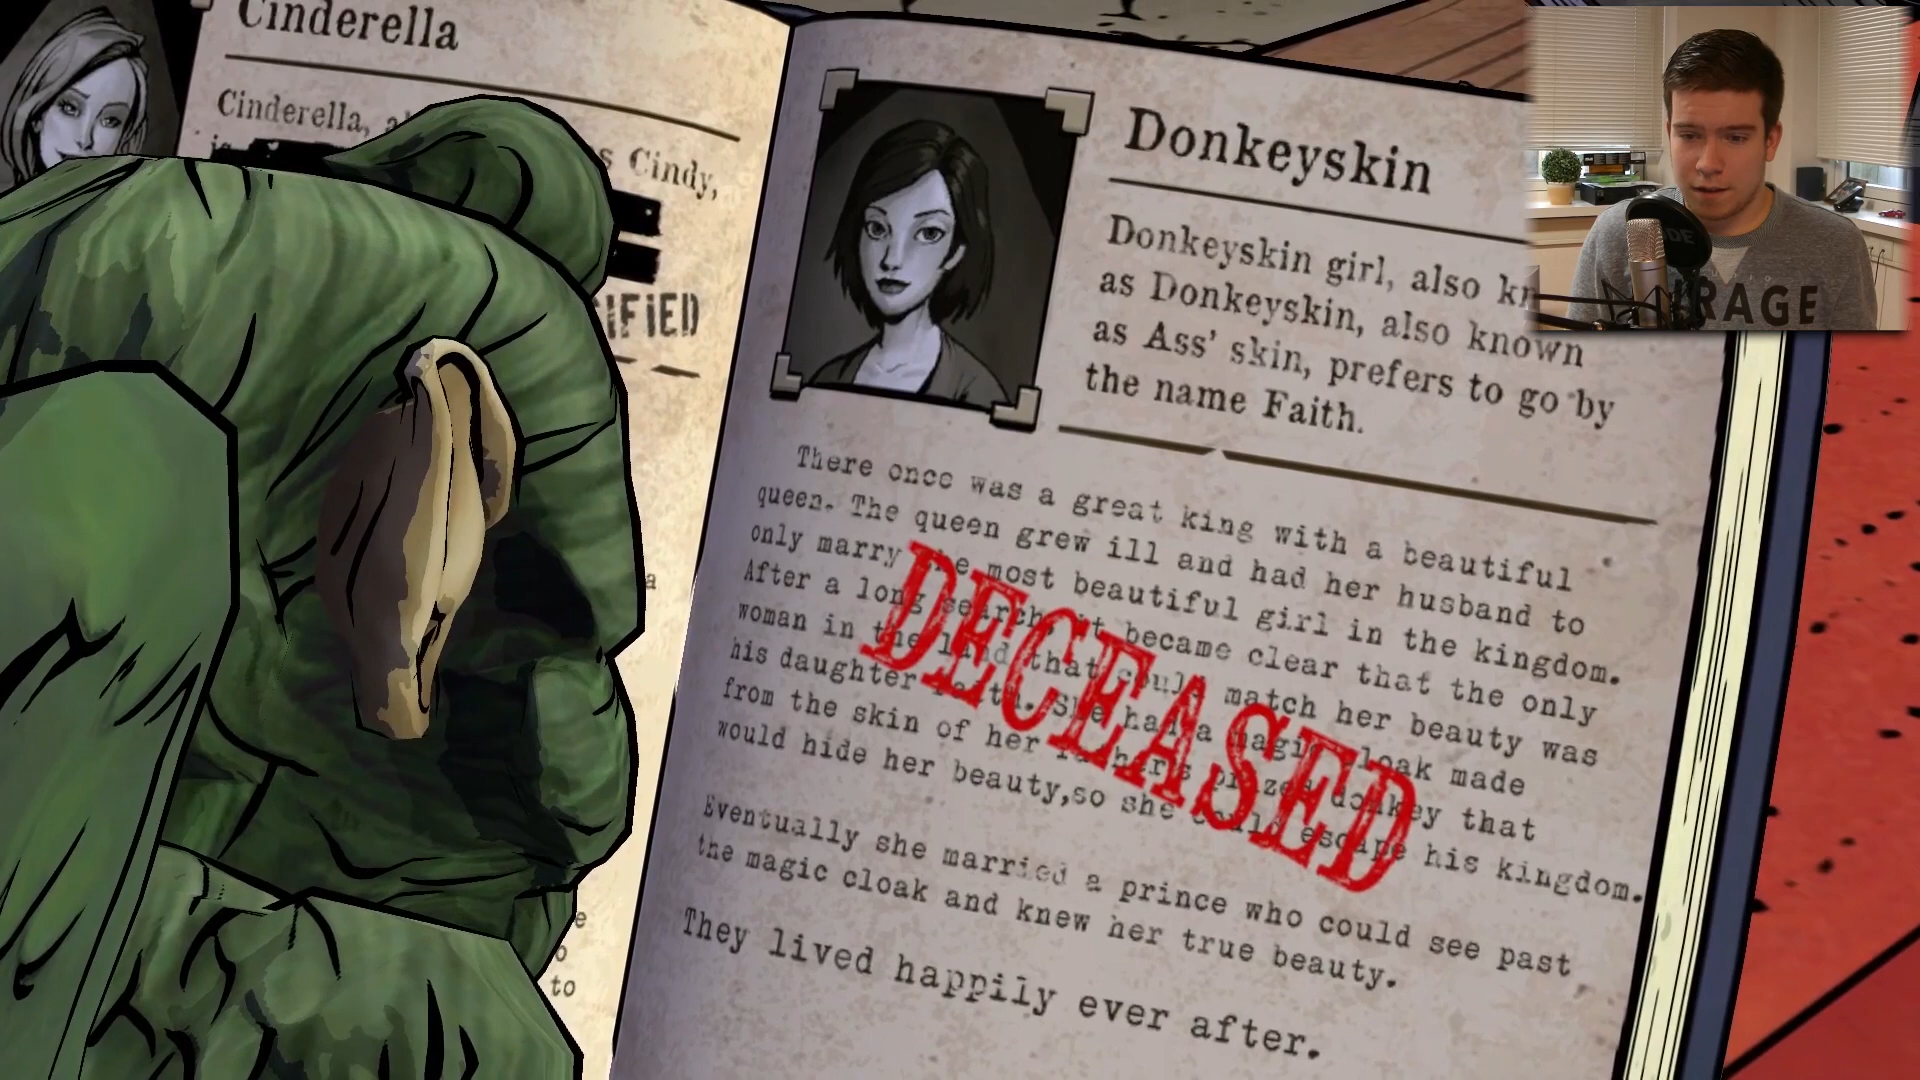 Cinderella
Cinderella, a
is
s Cindy,
IFIED
a
e
o
to
Donkeyskin
Donkeyskin girl, also kn
as Donkeyskin, also known
as Ass' skin, prefers to go by
the name Faith.
There once was a great king with a beautiful
queen. The queen grew ill and had her husband to
only marry the most beautiful girl in the kingdom.
After a long search, it became clear that the only
woman in the land that could match her beauty was
his daughter Faith. She had a magic cloak made
from the skin of her father's prized donkey that
would hide her beauty,so she could escape his kingdom.
DECEASED
Eventually she married a prince who could see past
the magic cloak and knew her true beauty.
They lived happily ever after.
DE
RAGE